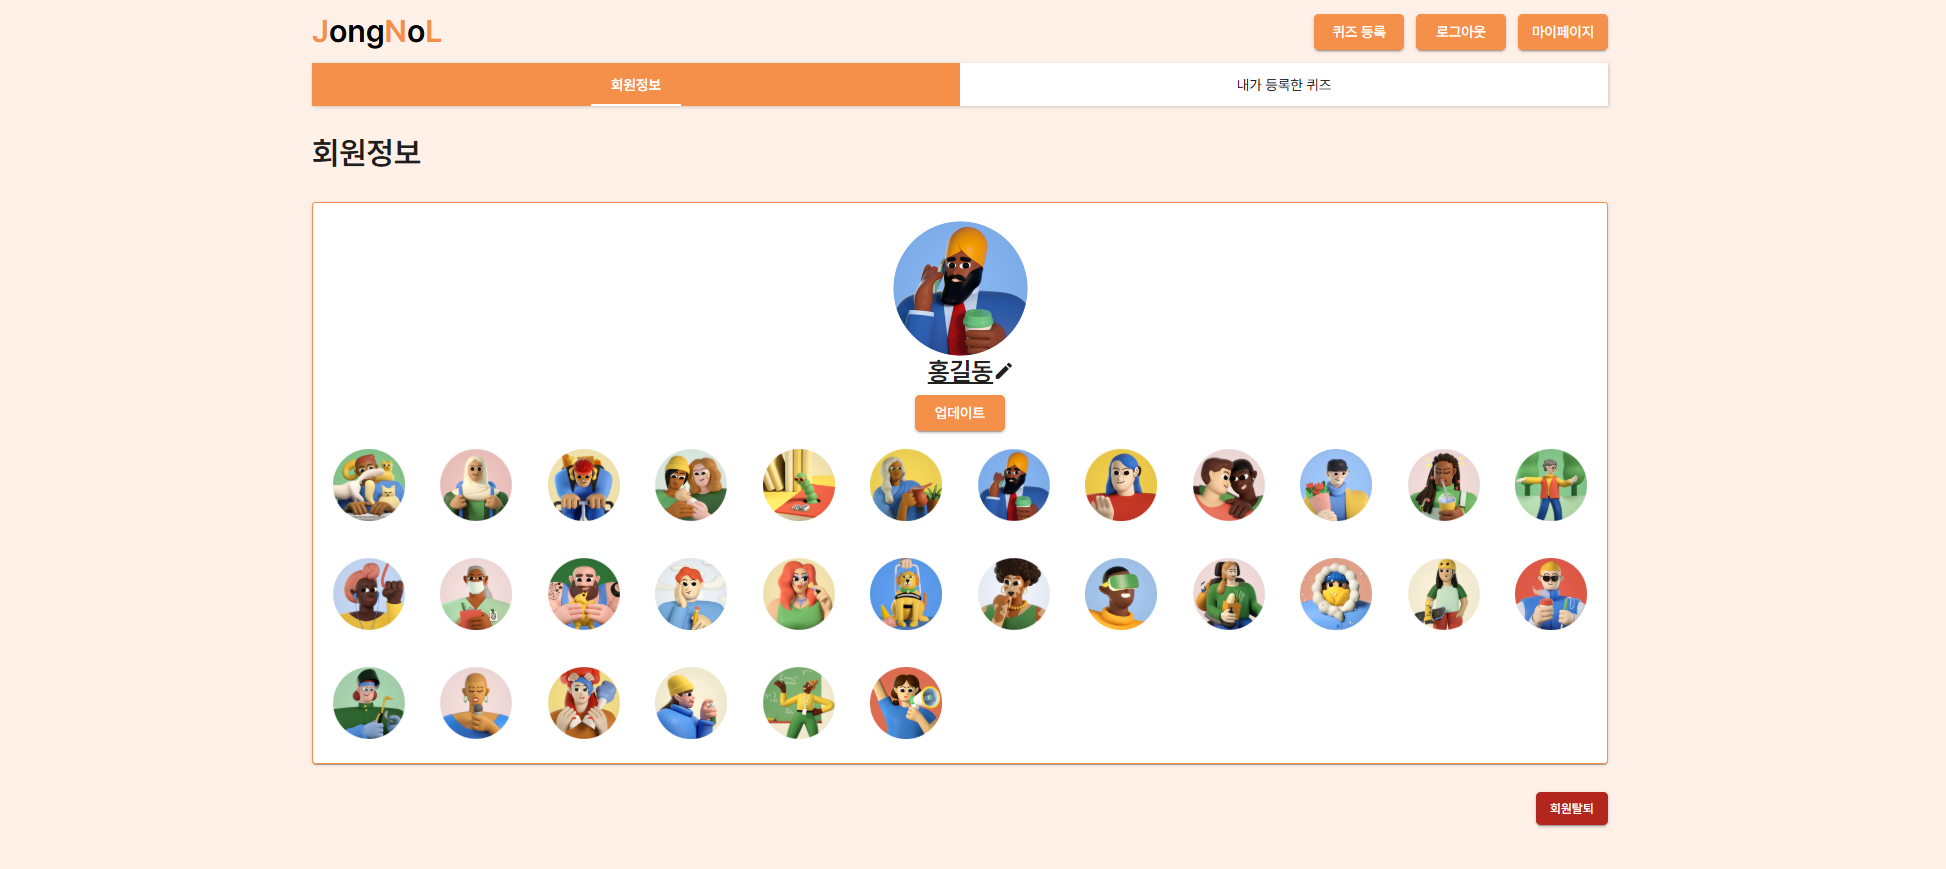 JongNoL
퀴즈 등록
로그아웃
마이페이지
회원정보
내가 등록한 퀴즈
회원정보
홍길동
업데이트
회원탈퇴